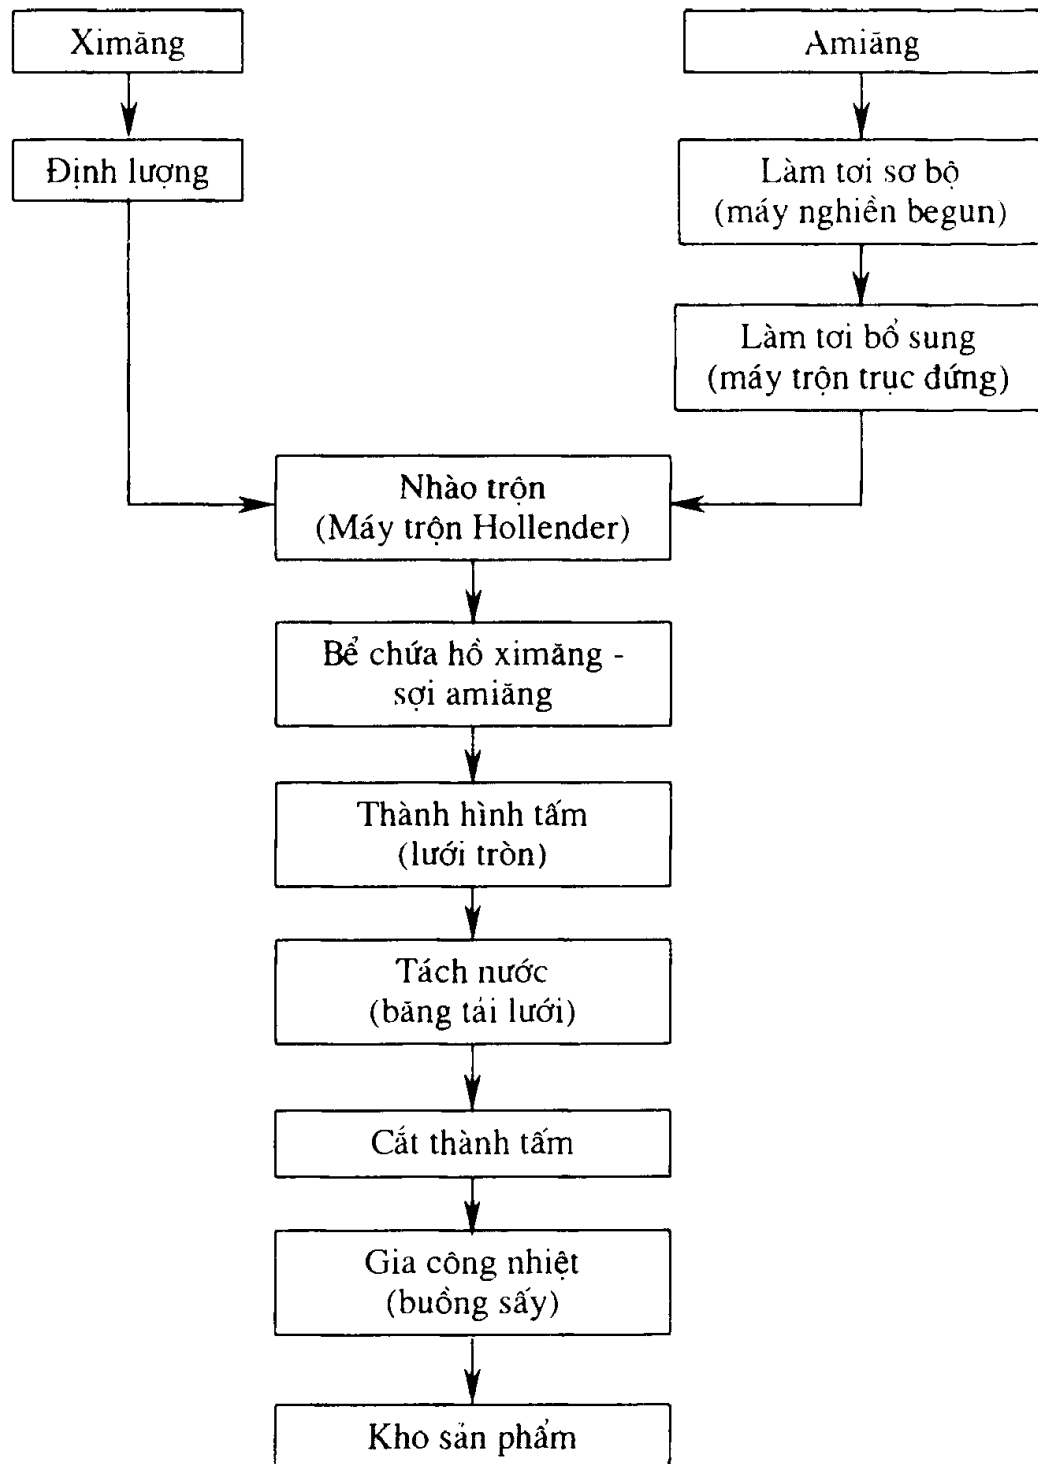 Ximăng
Amiăng
Định lượng
Làm tơi sơ bộ
(máy nghiền begun)
Làm tơi bổ sung
(máy trộn trục đứng)
Nhào trộn
(Máy trộn Hollender)
Bể chứa hồ ximăng -
sợi amiăng
Thành hình tấm
(lưới tròn)
Tách nước
(băng tải lưới)
Cắt thành tấm
Gia công nhiệt
(buồng sấy)
Kho sản phẩm